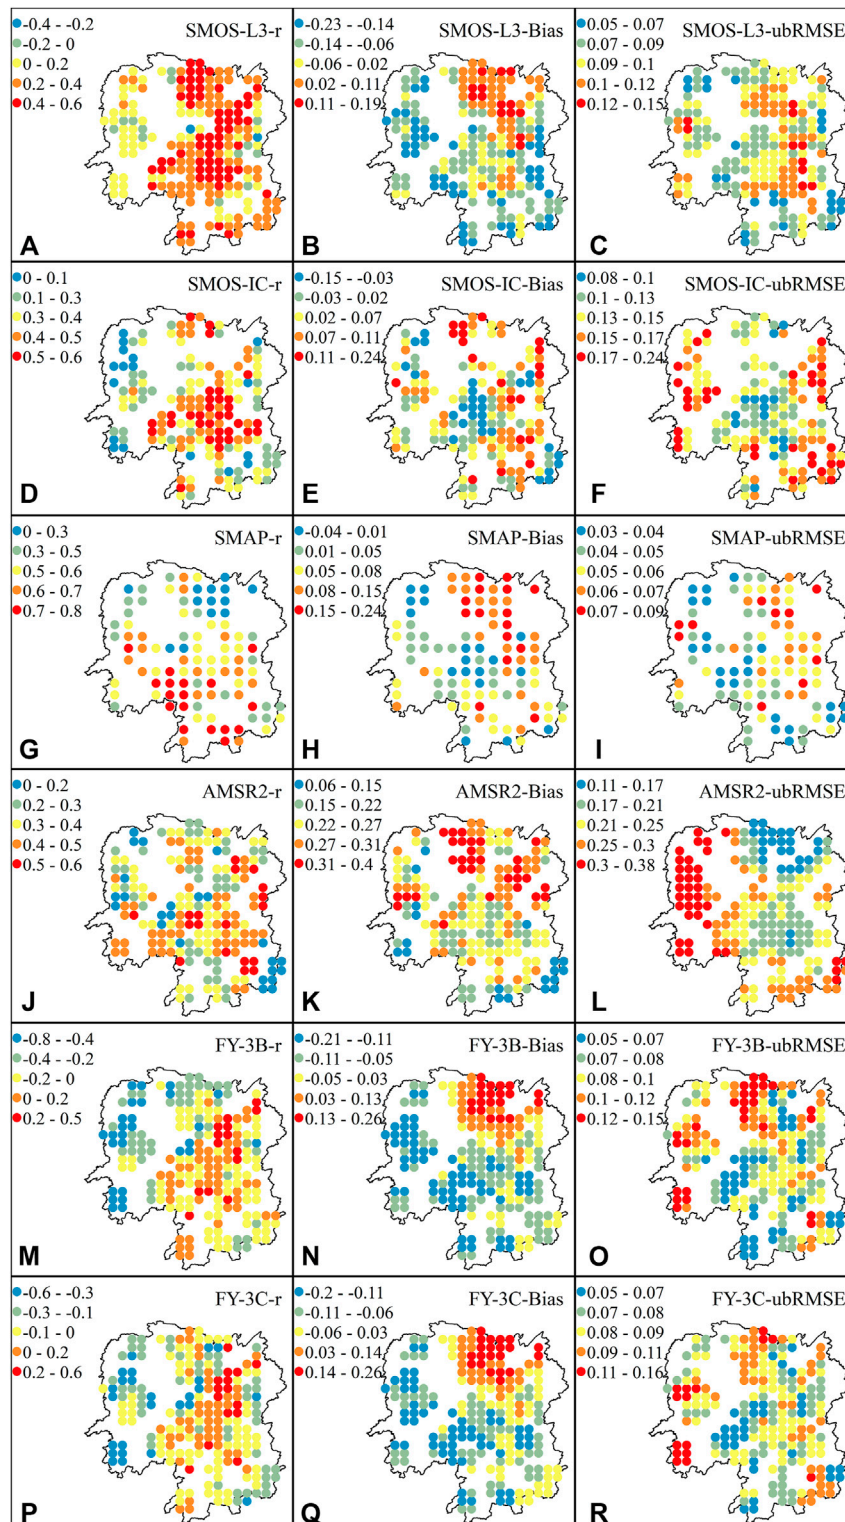 SMOS-L3-r
-0.4 - -0.2
-0.2 - 0
0 - 0.2
0.2 - 0.4
0.4 - 0.6
A
SMOS-L3-Bias
-0.23 - -0.14
-0.14 - -0.06
-0.06 - 0.02
0.02 - 0.11
0.11 - 0.19
B
SMOS-L3-ubRMSE
0.05 - 0.07
0.07 - 0.09
0.09 - 0.1
0.1 - 0.12
0.12 - 0.15
C
SMOS-IC-r
0 - 0.1
0.1 - 0.3
0.3 - 0.4
0.4 - 0.5
0.5 - 0.6
D
SMOS-IC-Bias
-0.15 - -0.03
-0.03 - 0.02
0.02 - 0.07
0.07 - 0.11
0.11 - 0.24
E
SMOS-IC-ubRMSE
0.08 - 0.1
0.1 - 0.13
0.13 - 0.15
0.15 - 0.17
0.17 - 0.24
F
SMAP-r
0 - 0.3
0.3 - 0.5
0.5 - 0.6
0.6 - 0.7
0.7 - 0.8
G
SMAP-Bias
-0.04 - 0.01
0.01 - 0.05
0.05 - 0.08
0.08 - 0.15
0.15 - 0.24
H
SMAP-ubRMSE
0.03 - 0.04
0.04 - 0.05
0.05 - 0.06
0.06 - 0.07
0.07 - 0.09
I
AMSR2-r
0 - 0.2
0.2 - 0.3
0.3 - 0.4
0.4 - 0.5
0.5 - 0.6
J
AMSR2-Bias
0.06 - 0.15
0.15 - 0.22
0.22 - 0.27
0.27 - 0.31
0.31 - 0.4
K
AMSR2-ubRMSE
0.11 - 0.17
0.17 - 0.21
0.21 - 0.25
0.25 - 0.3
0.3 - 0.38
L
FY-3B-r
-0.8 - -0.4
-0.4 - -0.2
-0.2 - 0
0 - 0.2
0.2 - 0.5
M
FY-3B-Bias
-0.21 - -0.11
-0.11 - -0.05
-0.05 - 0.03
0.03 - 0.13
0.13 - 0.26
N
FY-3B-ubRMSE
0.05 - 0.07
0.07 - 0.08
0.08 - 0.1
0.1 - 0.12
0.12 - 0.15
O
FY-3C-r
-0.6 - -0.3
-0.3 - -0.1
-0.1 - 0
0 - 0.2
0.2 - 0.6
P
FY-3C-Bias
-0.2 - -0.11
-0.11 - -0.06
-0.06 - 0.03
0.03 - 0.14
0.14 - 0.26
Q
FY-3C-ubRMSE
0.05 - 0.07
0.07 - 0.08
0.08 - 0.09
0.09 - 0.11
0.11 - 0.16
R